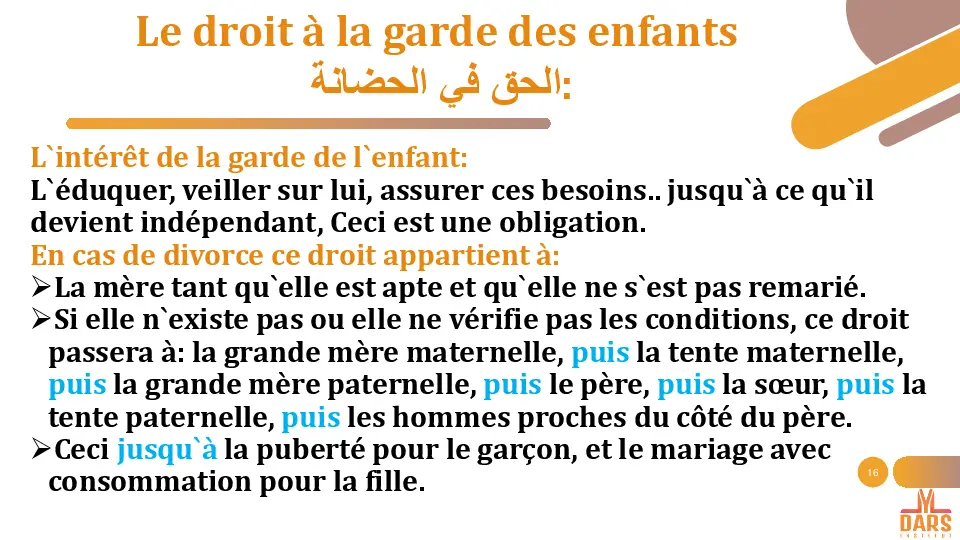 Le droit à la garde des enfants
الحق في الحضانة:
L`intérêt de la garde de l`enfant:
L`éduquer, veiller sur lui, assurer ces besoins.. jusqu`à ce qu`il
devient indépendant, Ceci est une obligation.
En cas de divorce ce droit appartient à:
➢La mère tant qu`elle est apte et qu`elle ne s`est pas remarié.
➢Si elle n`existe pas ou elle ne vérifie pas les conditions, ce droit
passera à: la grande mère maternelle, puis la tente maternelle,
puis la grande mère paternelle, puis le père, puis la sœur, puis la
tente paternelle, puis les hommes proches du côté du père.
➢Ceci jusqu`à la puberté pour le garçon, et le mariage avec
consommation pour la fille.
16
DARS
INSTITUT